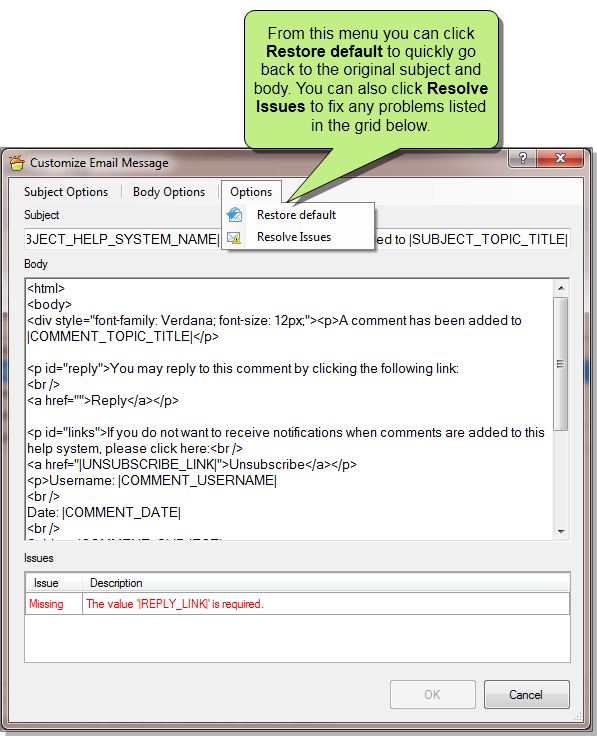 From this menu you can click
Restore default to quickly go
back to the original subject and
body. You can also click Resolve
Issues to fix any problems listed
in the grid below.
Customize Email Message
?
Subject Options
Body Options
Options
Restore default
Resolve Issues
Subject
JECT_HELP_SYSTEM_NAME|
ed to |SUBJECT_TOPIC_TITLE|
Body
<html>
<body>
<div style="font-family: Verdana; font-size: 12px;"><p>A comment has been added to
|COMMENT_TOPIC_TITLE|</p>
<p id="reply">You may reply to this comment by clicking the following link:
<br />
<a href="">Reply</a></p>
<p id="links">If you do not want to receive notifications when comments are added to this
help system, please click here:<br />
<a href="|UNSUBSCRIBE_LINK|">Unsubscribe</a></p>
<p>Username: |COMMENT_USERNAME|
<br />
Date: |COMMENT_DATE|
<br />
Issues
Issue
Description
Missing
The value '|REPLY_LINK|' is required.
OK
Cancel